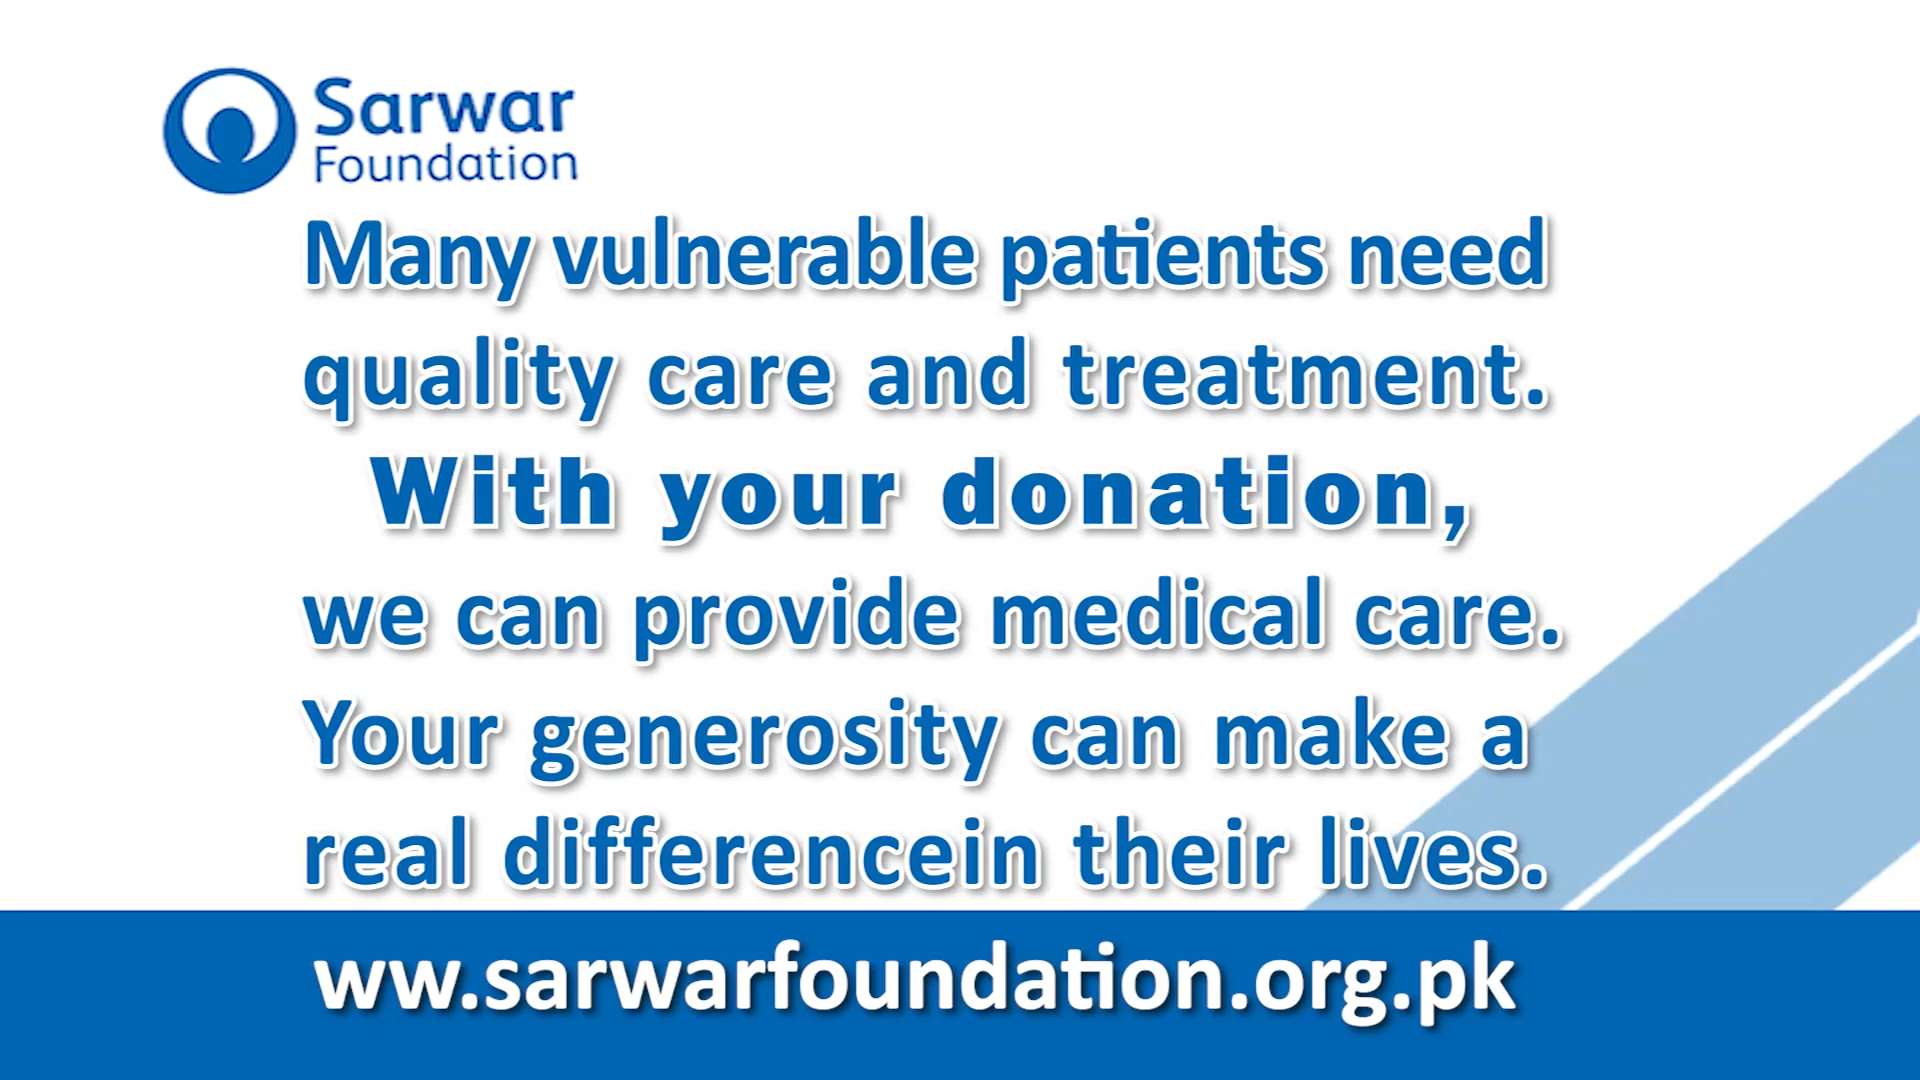 Sarwar
Foundation
Many vulnerable patients need
quality care and treatment.
With your donation,
we can provide medical care.
Your generosity can make a
real differencein their lives.
ww.sarwarfoundation.org.pk